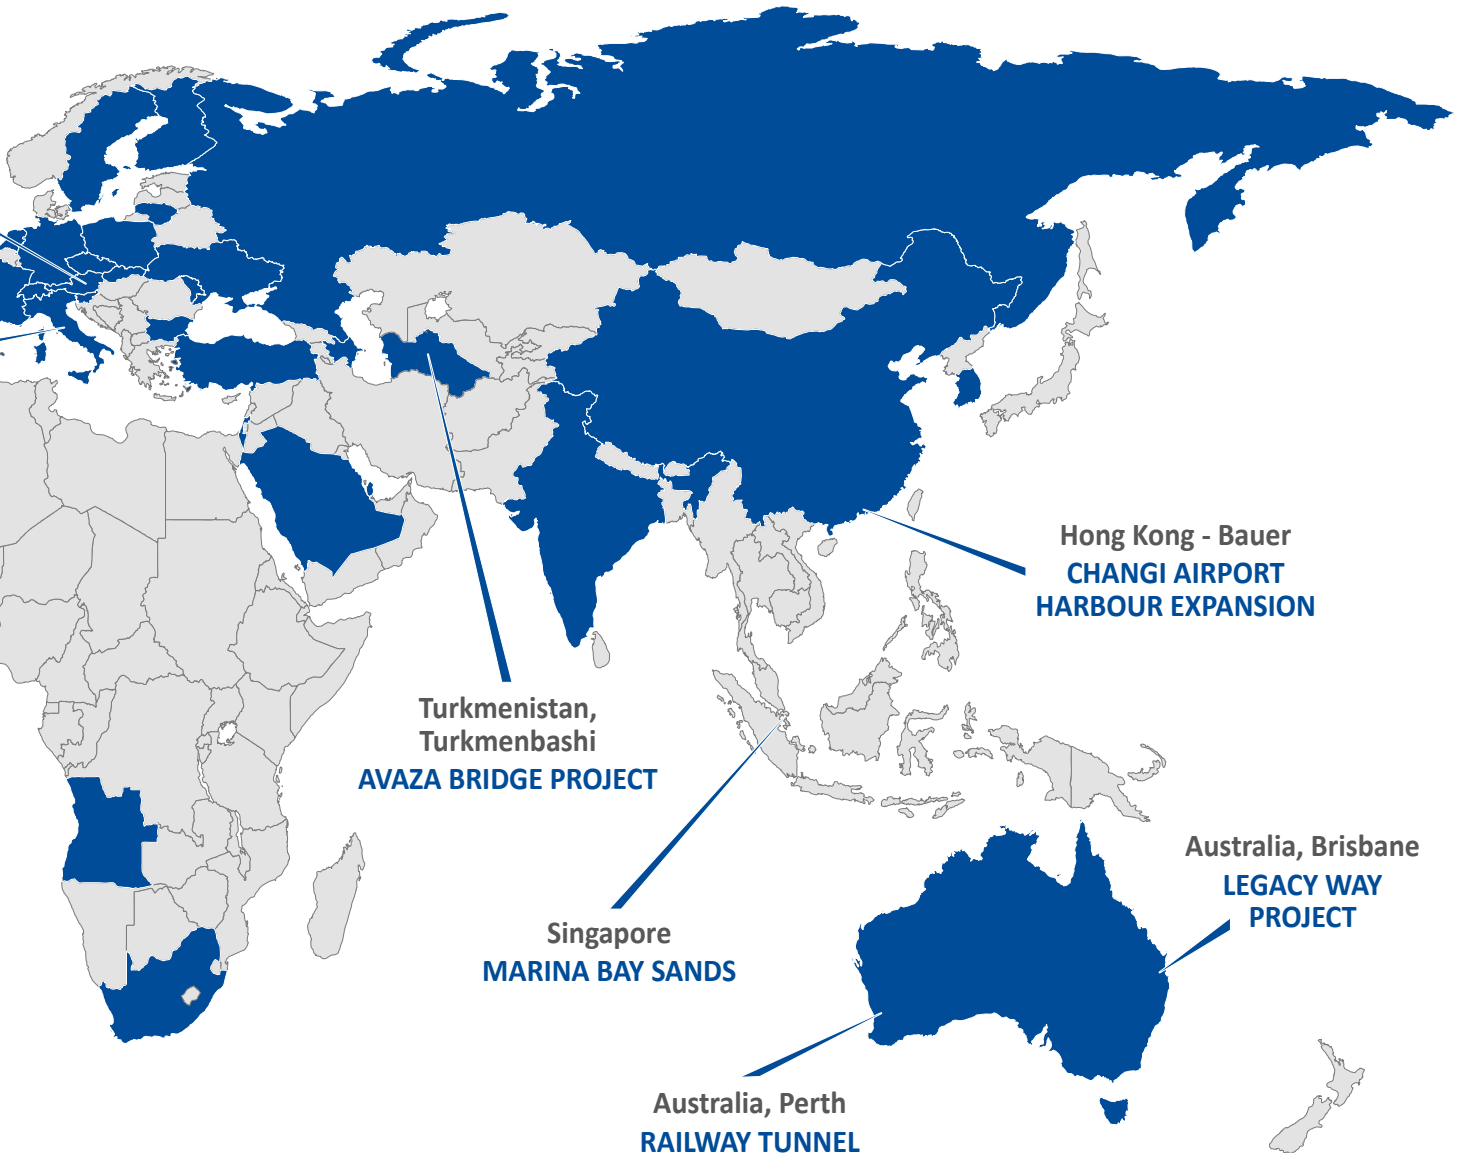 Hong Kong - Bauer
CHANGI AIRPORT
HARBOUR EXPANSION
Turkmenistan,
Turkmenbashi
AVAZA BRIDGE PROJECT
Australia, Brisbane
LEGACY WAY
PROJECT
Singapore
MARINA BAY SANDS
Australia, Perth
RAILWAY TUNNEL